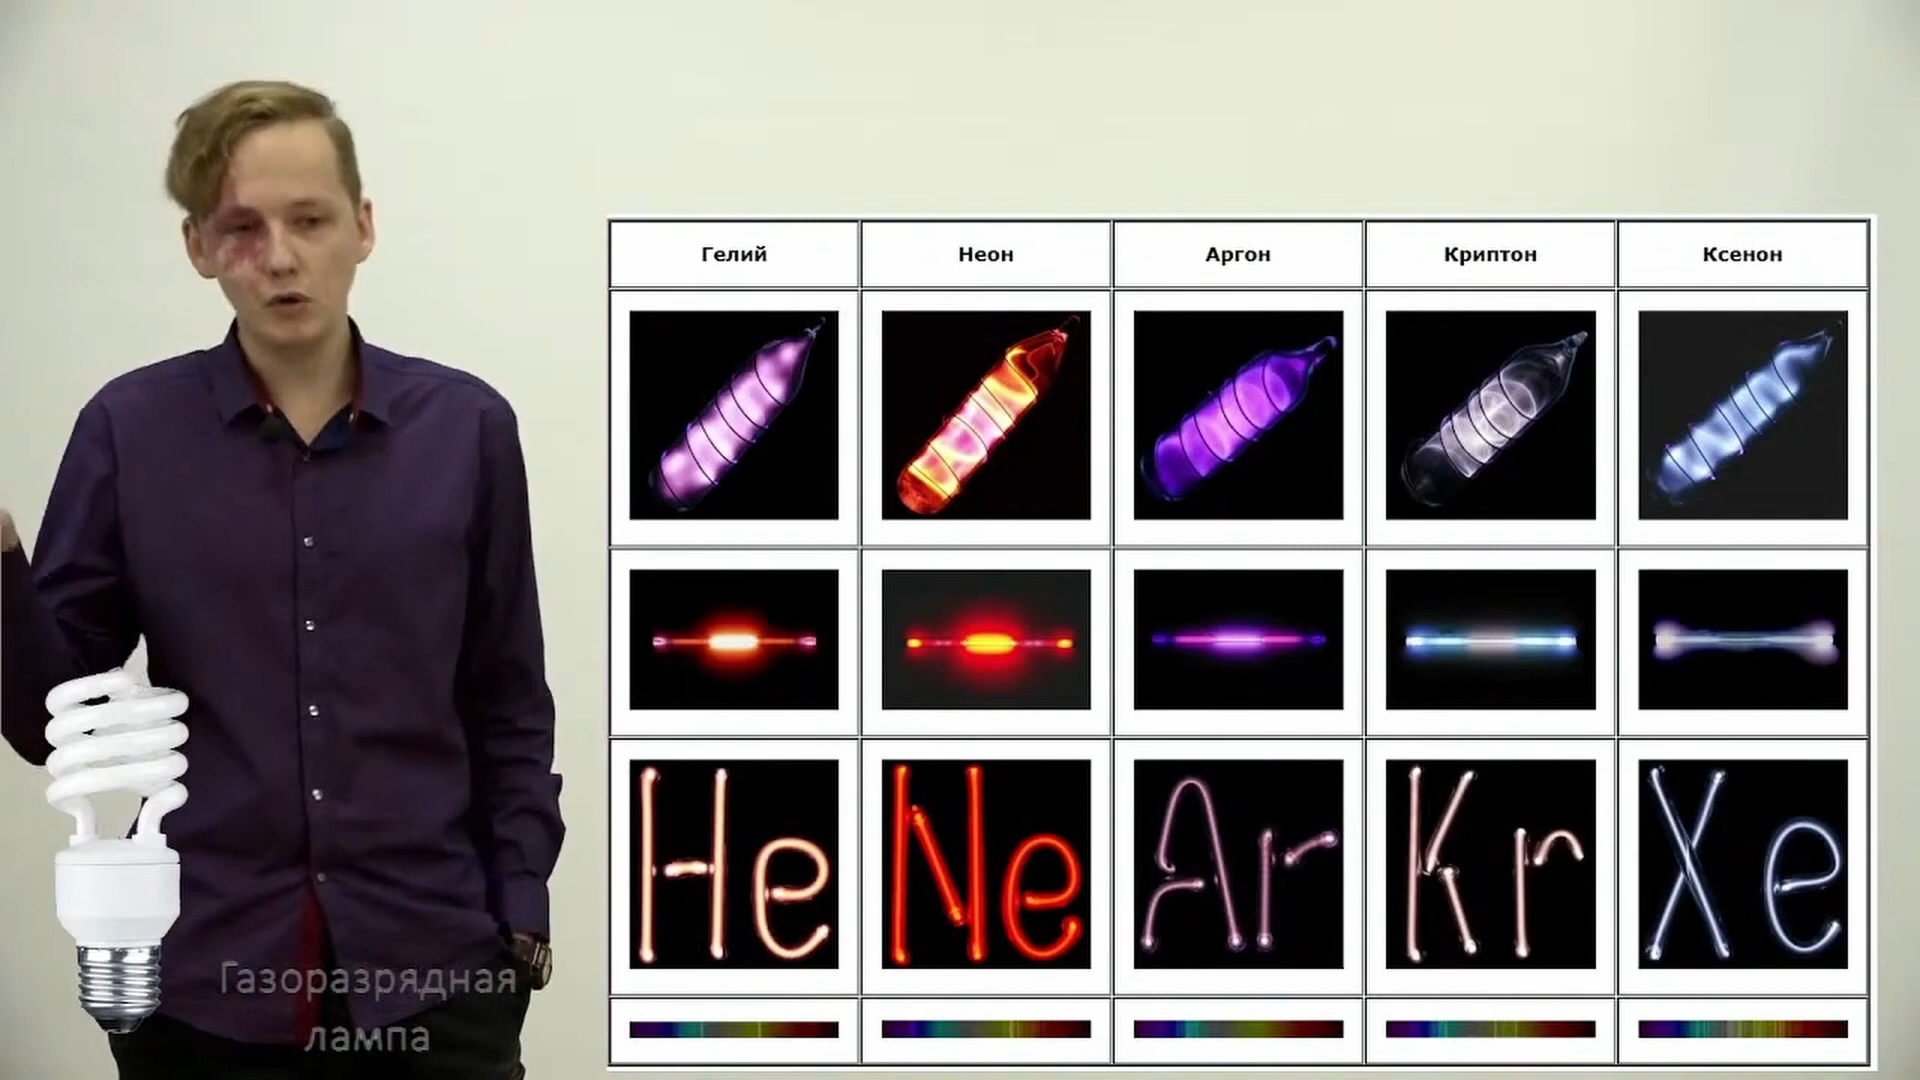 Гелий
Неон
Аргон
Криптон
Ксенон
He
Ne
Ar
Kr
Xe
Газоразрядная
лампа